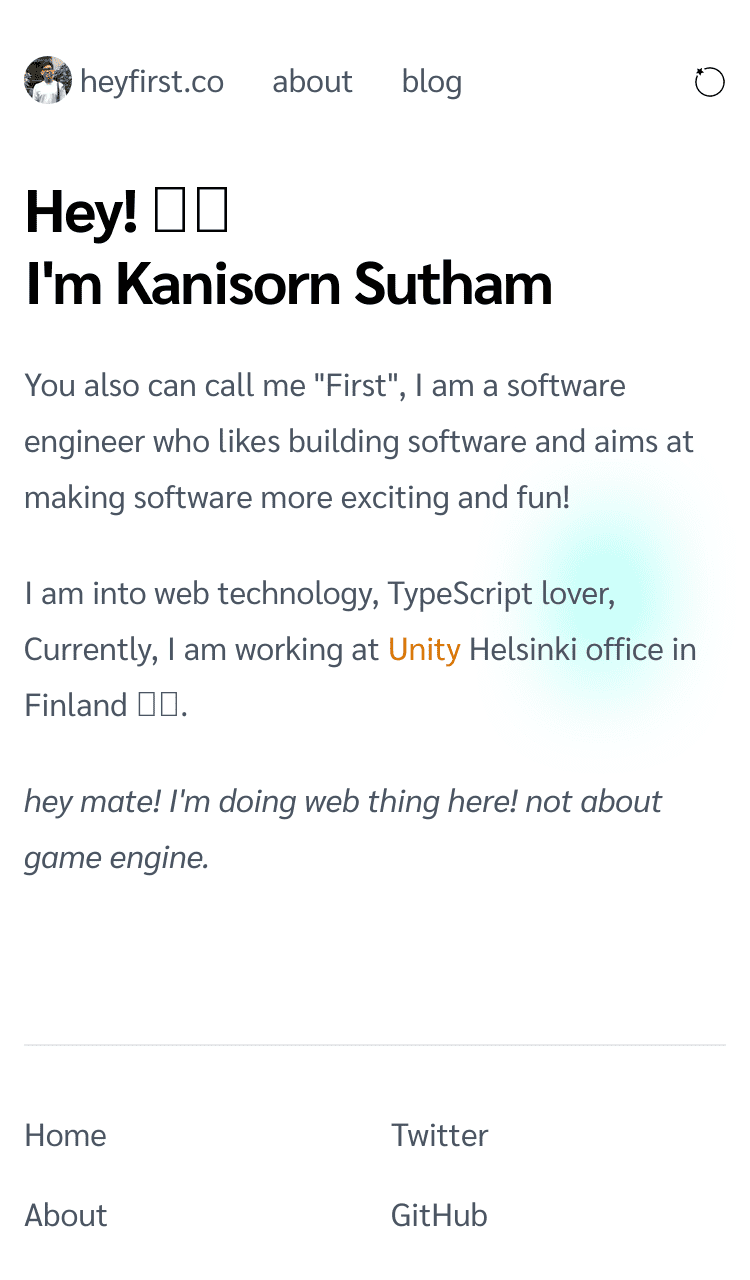 heyfirst.co about blog
Hey!
I'm Kanisorn Sutham
You also can call me "First", I am a software
engineer who likes building software and aims at
making software more exciting and fun!
I am into web technology, TypeScript lover,
Currently, I am working at Unity Helsinki office in
Finland .
hey mate! I'm doing web thing here! not about
game engine.
Home Twitter
About GitHub